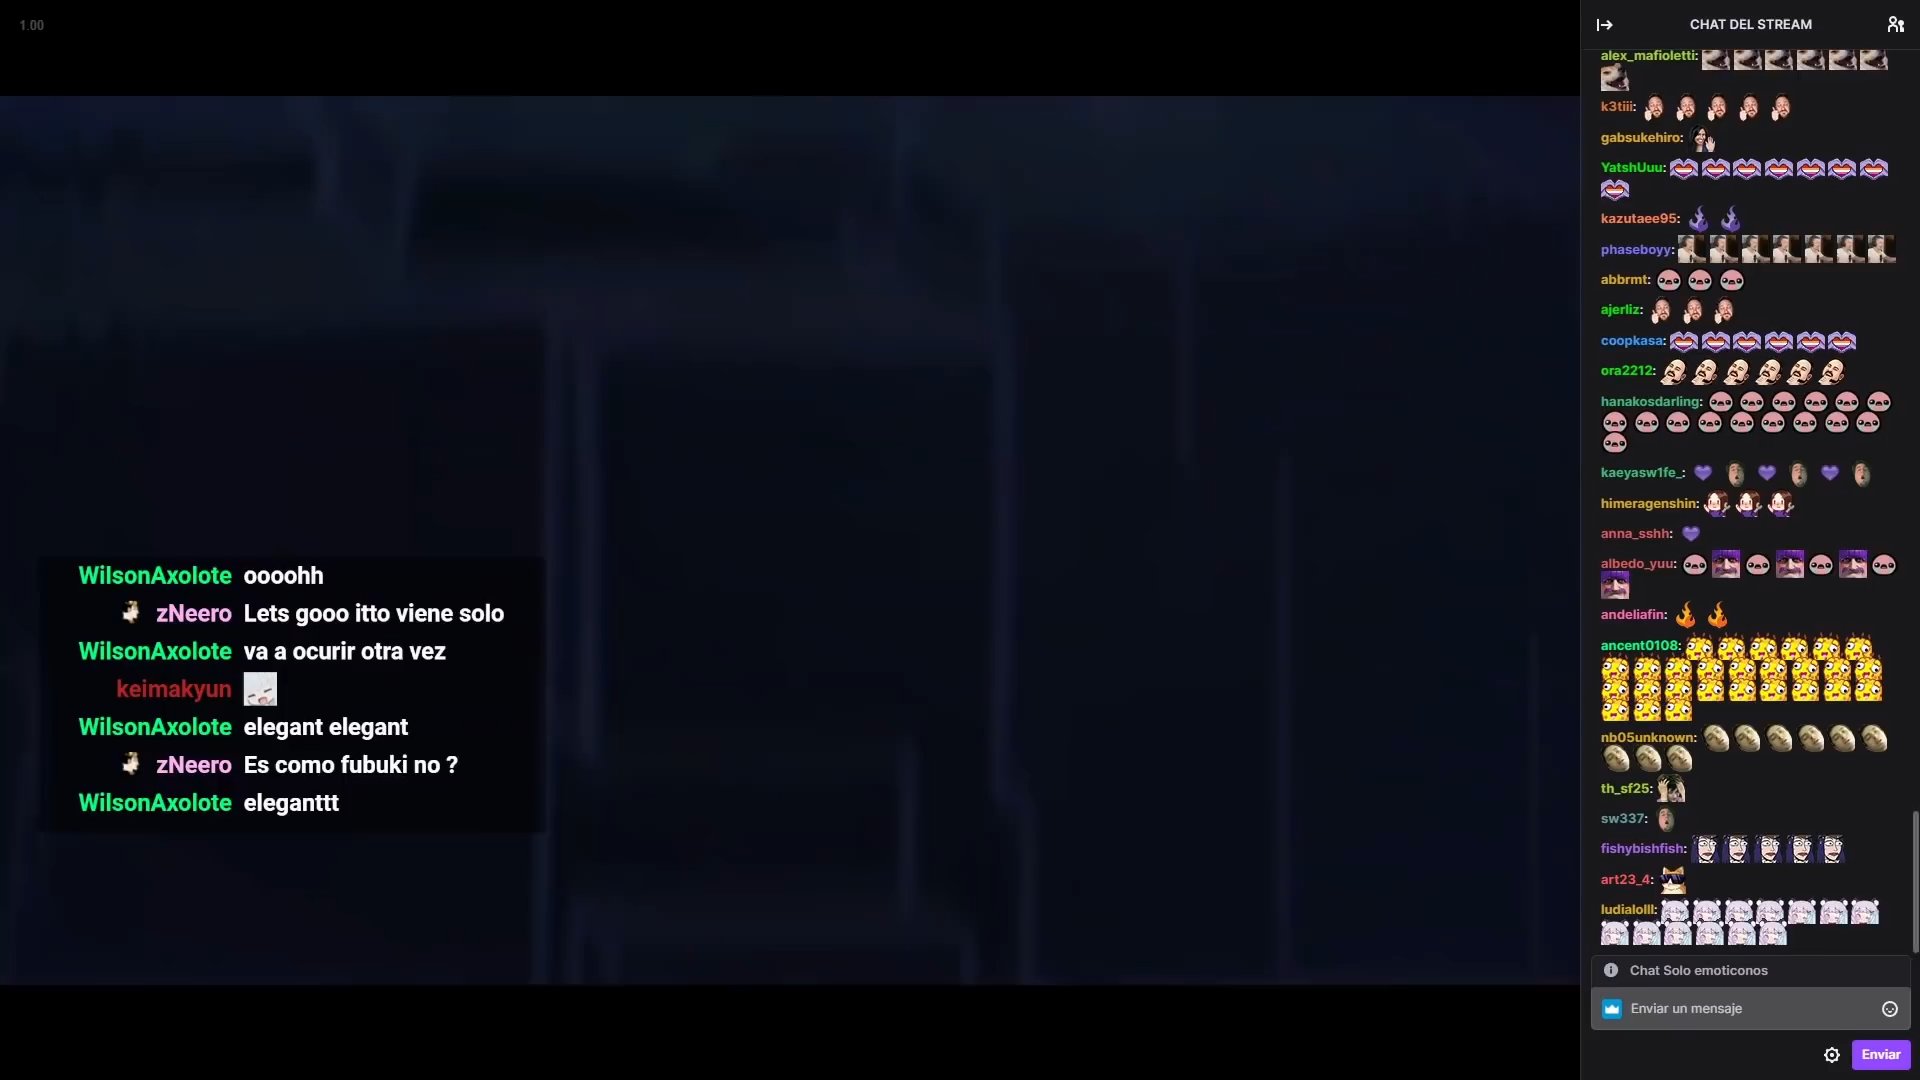 1.00
WilsonAxolote oooohh
zNeero Lets gooo itto viene solo
WilsonAxolote va a ocurir otra vez
keimakyun
WilsonAxolote elegant elegant
zNeero Es como fubuki no ?
WilsonAxolote eleganttt
CHAT DEL STREAM
alex_mafioletti:
k3tiii:
gabsukehiro:
YatshUuu:
kazutaee95:
phaseboyy:
abbrmt:
ajerliz:
coopkasa:
ora2212:
hanakosdarling:
kaeyasw1fe_:
himeragenshin:
anna_sshh:
albedo_yuu:
andeliafin:
ancent0108:
nb05unknown:
th_sf25:
sw337:
fishybishfish:
art23_4:
ludialolll:
Chat Solo emoticonos
Enviar un mensaje
Enviar